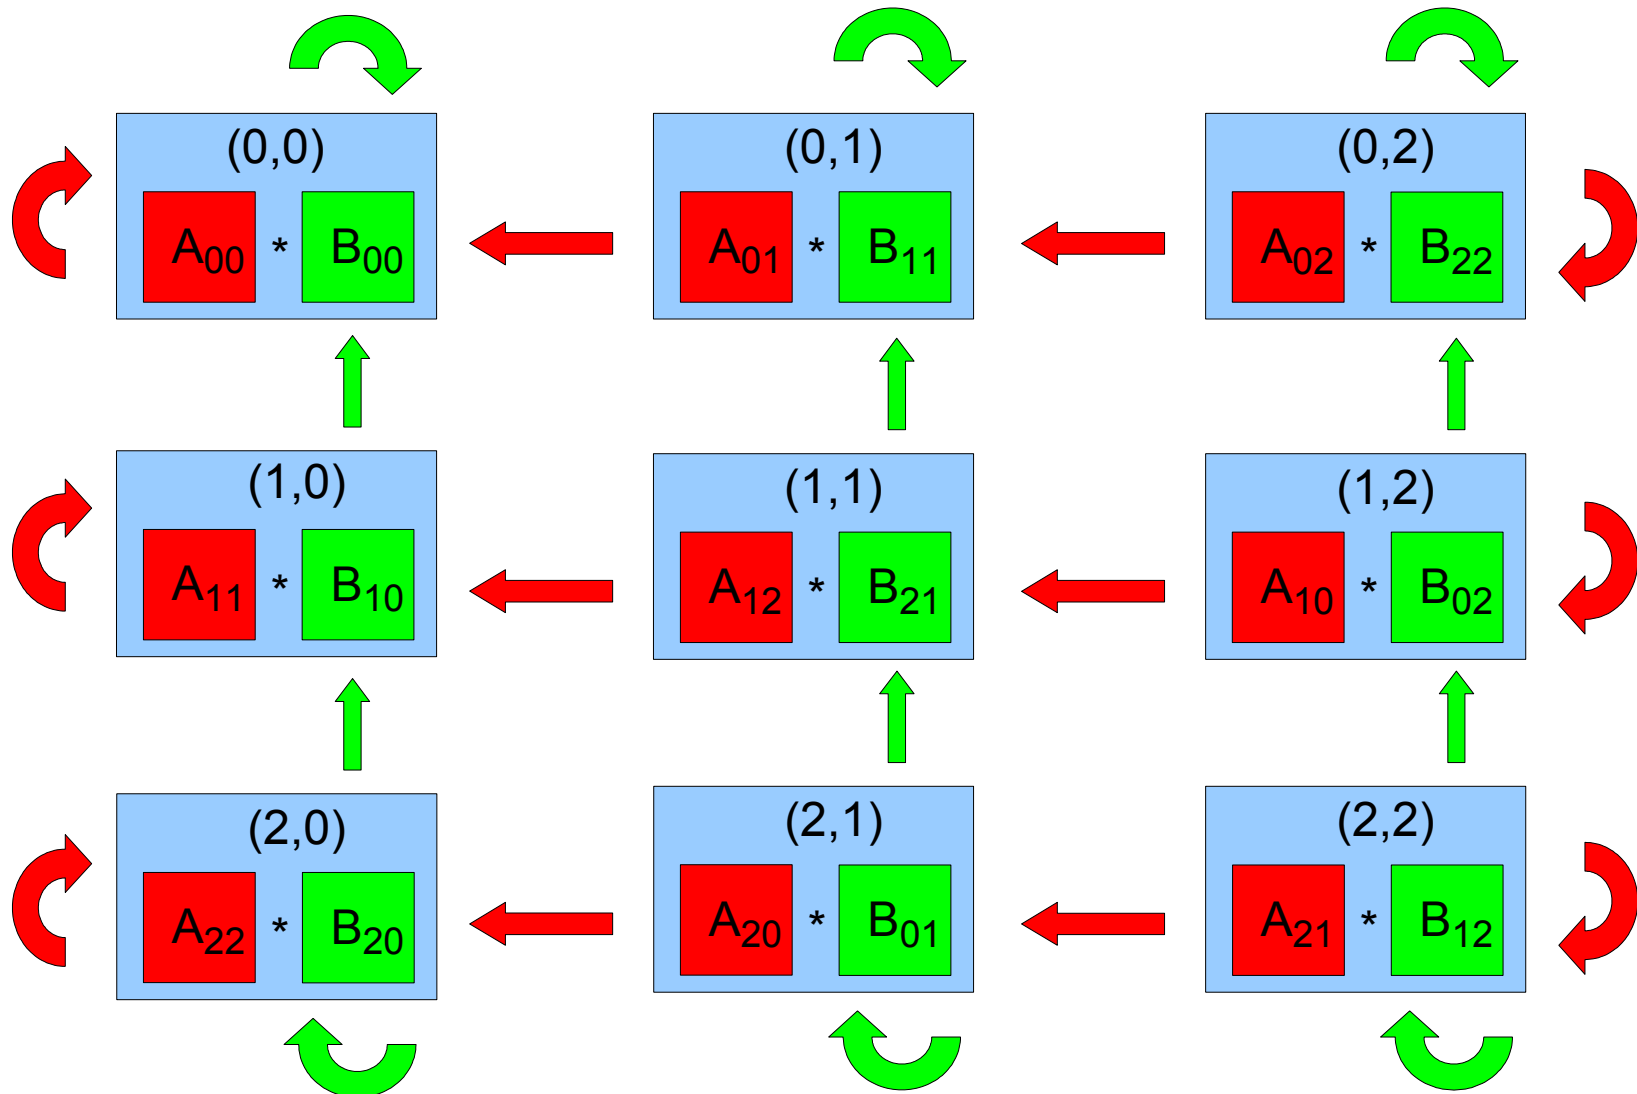 (0,0) (0,1) (0,2)
A00 * B00 A01 * B11 A02 * B22
(1,0) (1,1) (1,2)
A11 * B10 A12 * B21 A10 * B02
(2,0) (2,1) (2,2)
A22 * B20 A20 * B01 A21 * B12